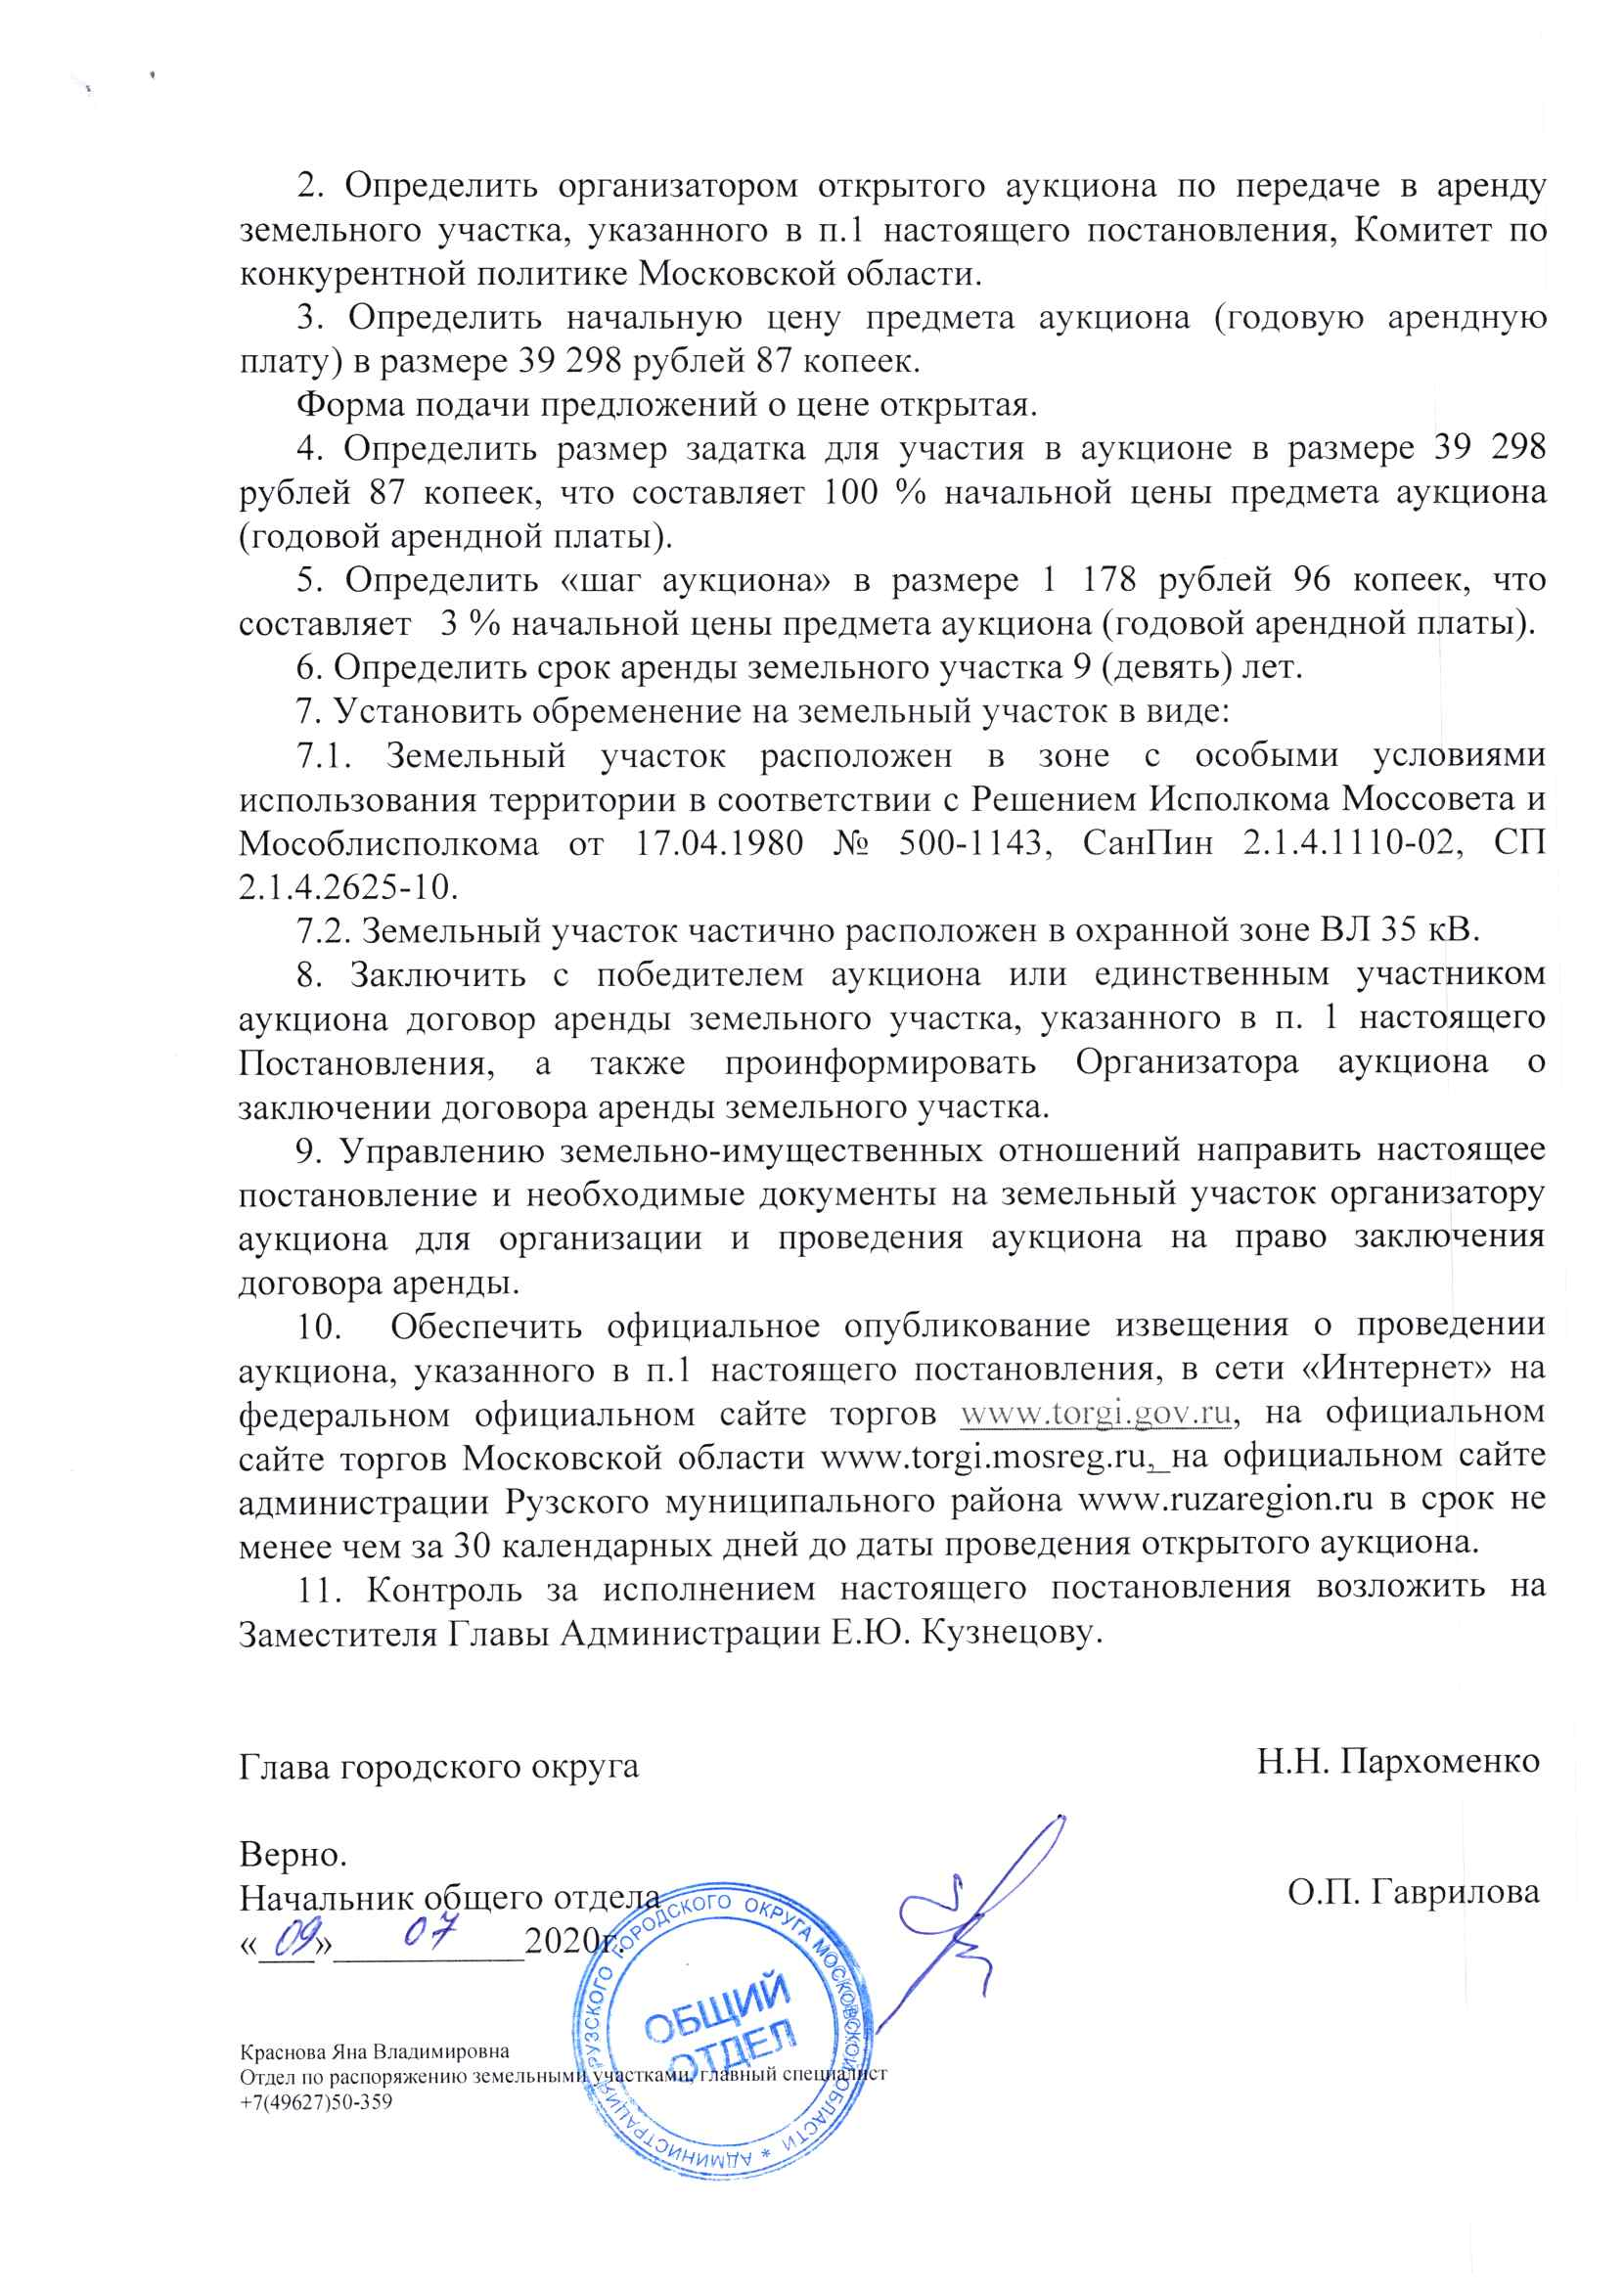 2. Определить организатором открытого аукциона по передаче в аренду
земельного участка, указанного в п.1 настоящего постановления, Комитет по
конкурентной политике Московской области.
3. Определить начальную цену предмета аукциона (годовую арендную
плату) в размере 39 298 рублей 87 копеек.
Форма подачи предложений о цене открытая.
4. Определить размер задатка для участия в аукционе в размере 39 298
рублей 87 копеек, что составляет 100 % начальной цены предмета аукциона
(годовой арендной платы).
5. Определить «шаг аукциона» в размере 1 178 рублей 96 копеек, что
составляет 3 % начальной цены предмета аукциона (годовой арендной платы).
6. Определить срок аренды земельного участка 9 (девять) лет.
7. Установить обременение на земельный участок в виде:
7.1. Земельный участок расположен в зоне с особыми условиями
использования территории в соответствии с Решением Исполкома Моссовета и
Мособлисполкома от 17.04.1980 № 500-1143, СанПин 2.1.4.1110-02, СП
2.1.4.2625-10.
7.2. Земельный участок частично расположен в охранной зоне ВЛ 35 кВ.
8. Заключить с победителем аукциона или единственным участником
аукциона договор аренды земельного участка, указанного в п. 1 настоящего
Постановления, а также проинформировать Организатора аукциона о
заключении договора аренды земельного участка.
9. Управлению земельно-имущественных отношений направить настоящее
постановление и необходимые документы на земельный участок организатору
аукциона для организации и проведения аукциона на право заключения
договора аренды.
10. Обеспечить официальное опубликование извещения о проведении
аукциона, указанного в п.1 настоящего постановления, в сети «Интернет» на
федеральном официальном сайте торгов www.torgi.gov.ru, на официальном
сайте торгов Московской области www.torgi.mosreg.ru, на официальном сайте
администрации Рузского муниципального района www.ruzaregion.ru в срок не
менее чем за 30 календарных дней до даты проведения открытого аукциона.
11. Контроль за исполнением настоящего постановления возложить на
Заместителя Главы Администрации Е.Ю. Кузнецову.
Глава городского округа Н.Н. Пархоменко
Верно.
Начальник общего отдела О.П. Гаврилова
«09» 07 2020г.
АДМИНИСТРАЦИЯ РУЗСКОГО ГОРОДСКОГО ОКРУГА МОСКОВСКОЙ ОБЛАСТИ *
ОБЩИЙ
ОТДЕЛ
Краснова Яна Владимировна
Отдел по распоряжению земельными участками, главный специалист
+7(49627)50-359